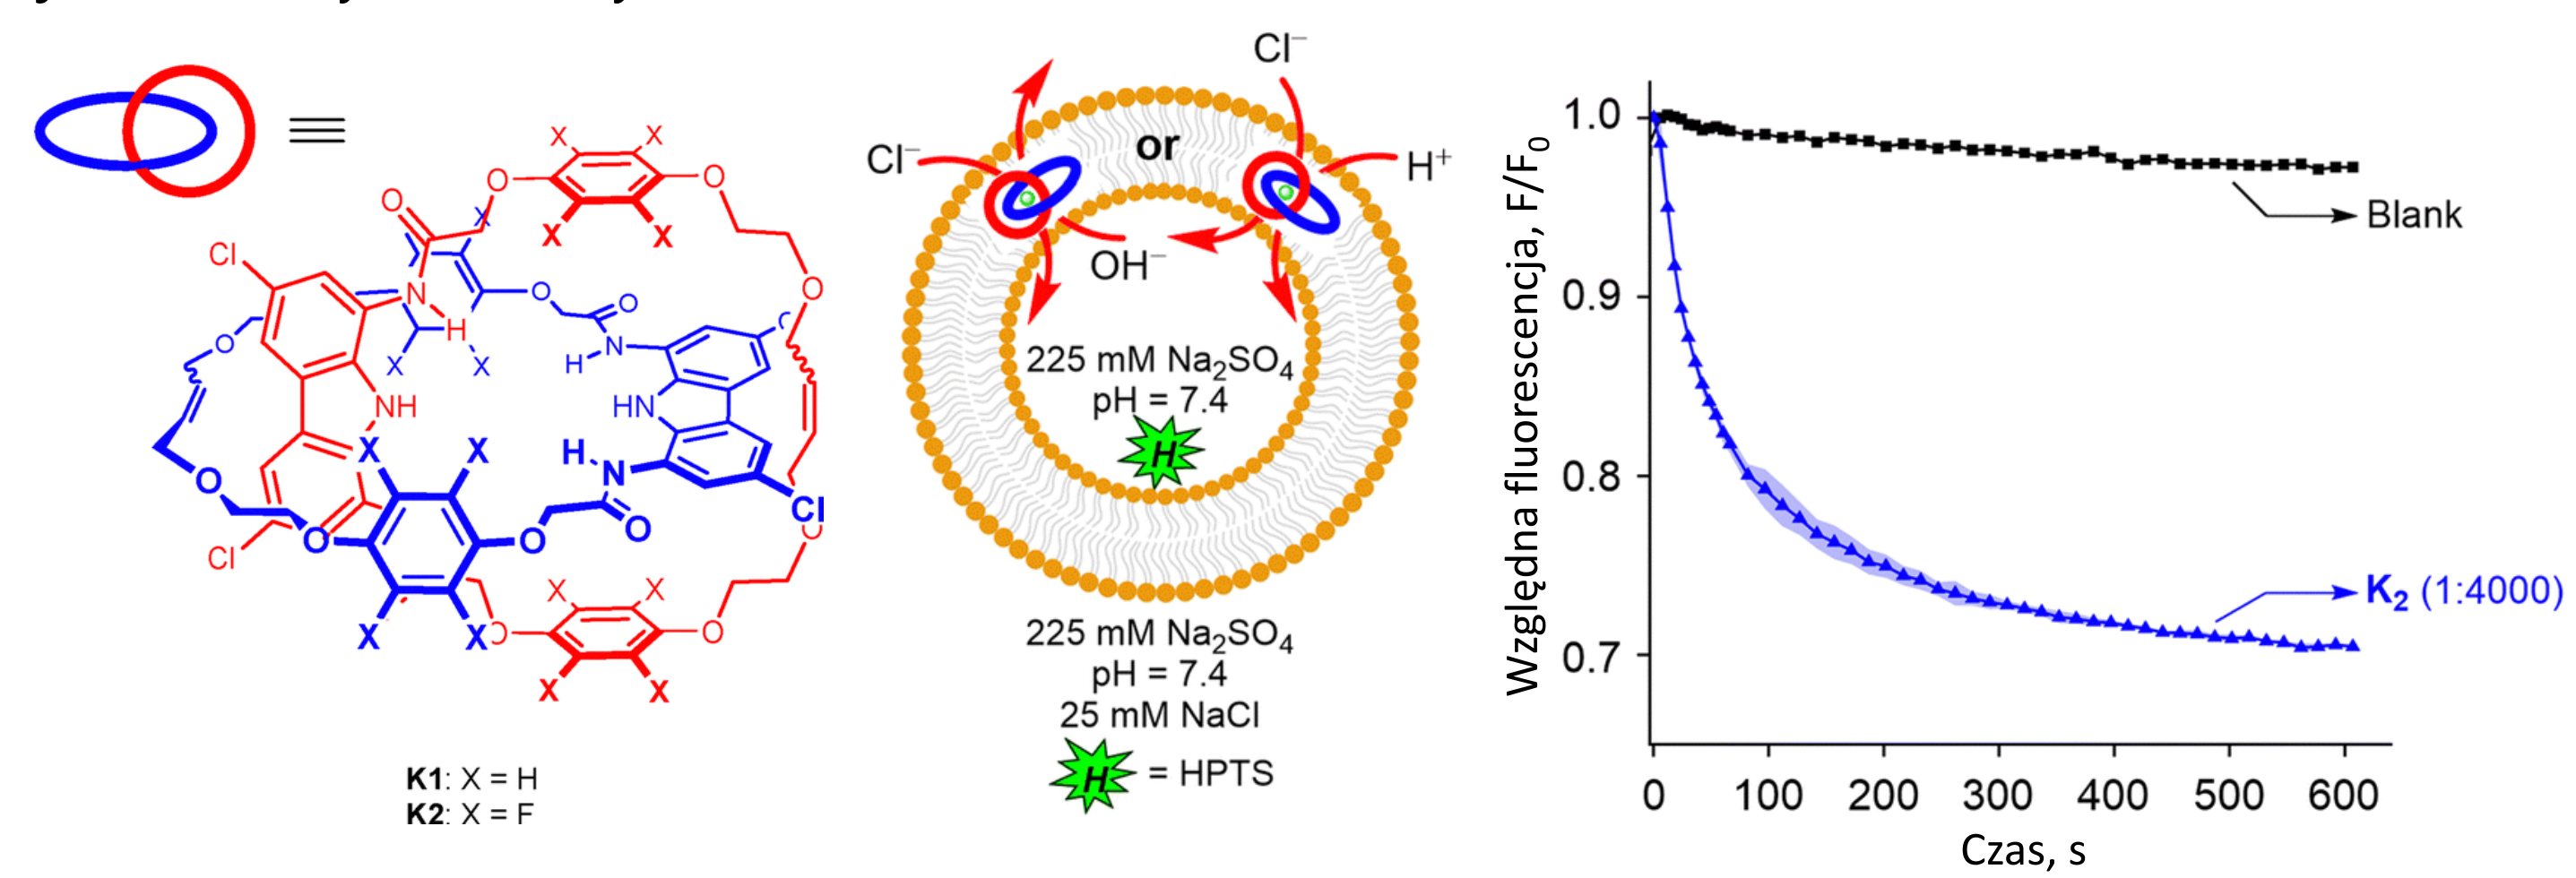 X X
O O
X X
O
X
Cl
N
H
O
O
O
O
N
H
X X
NH
HN
X X
H
N
O
O
O
O
Cl
Cl
O
X X
X X
O O
X X
K1: X = H
K2: X = F
Cl⁻
or
Cl⁻
H⁺
OH⁻
225 mM Na₂SO₄
pH = 7.4
H
225 mM Na₂SO₄
pH = 7.4
25 mM NaCl
H = HPTS
Względna fluorescencja, F/F₀
1.0
0.9
0.8
0.7
Blank
K₂ (1:4000)
0 100 200 300 400 500 600
Czas, s